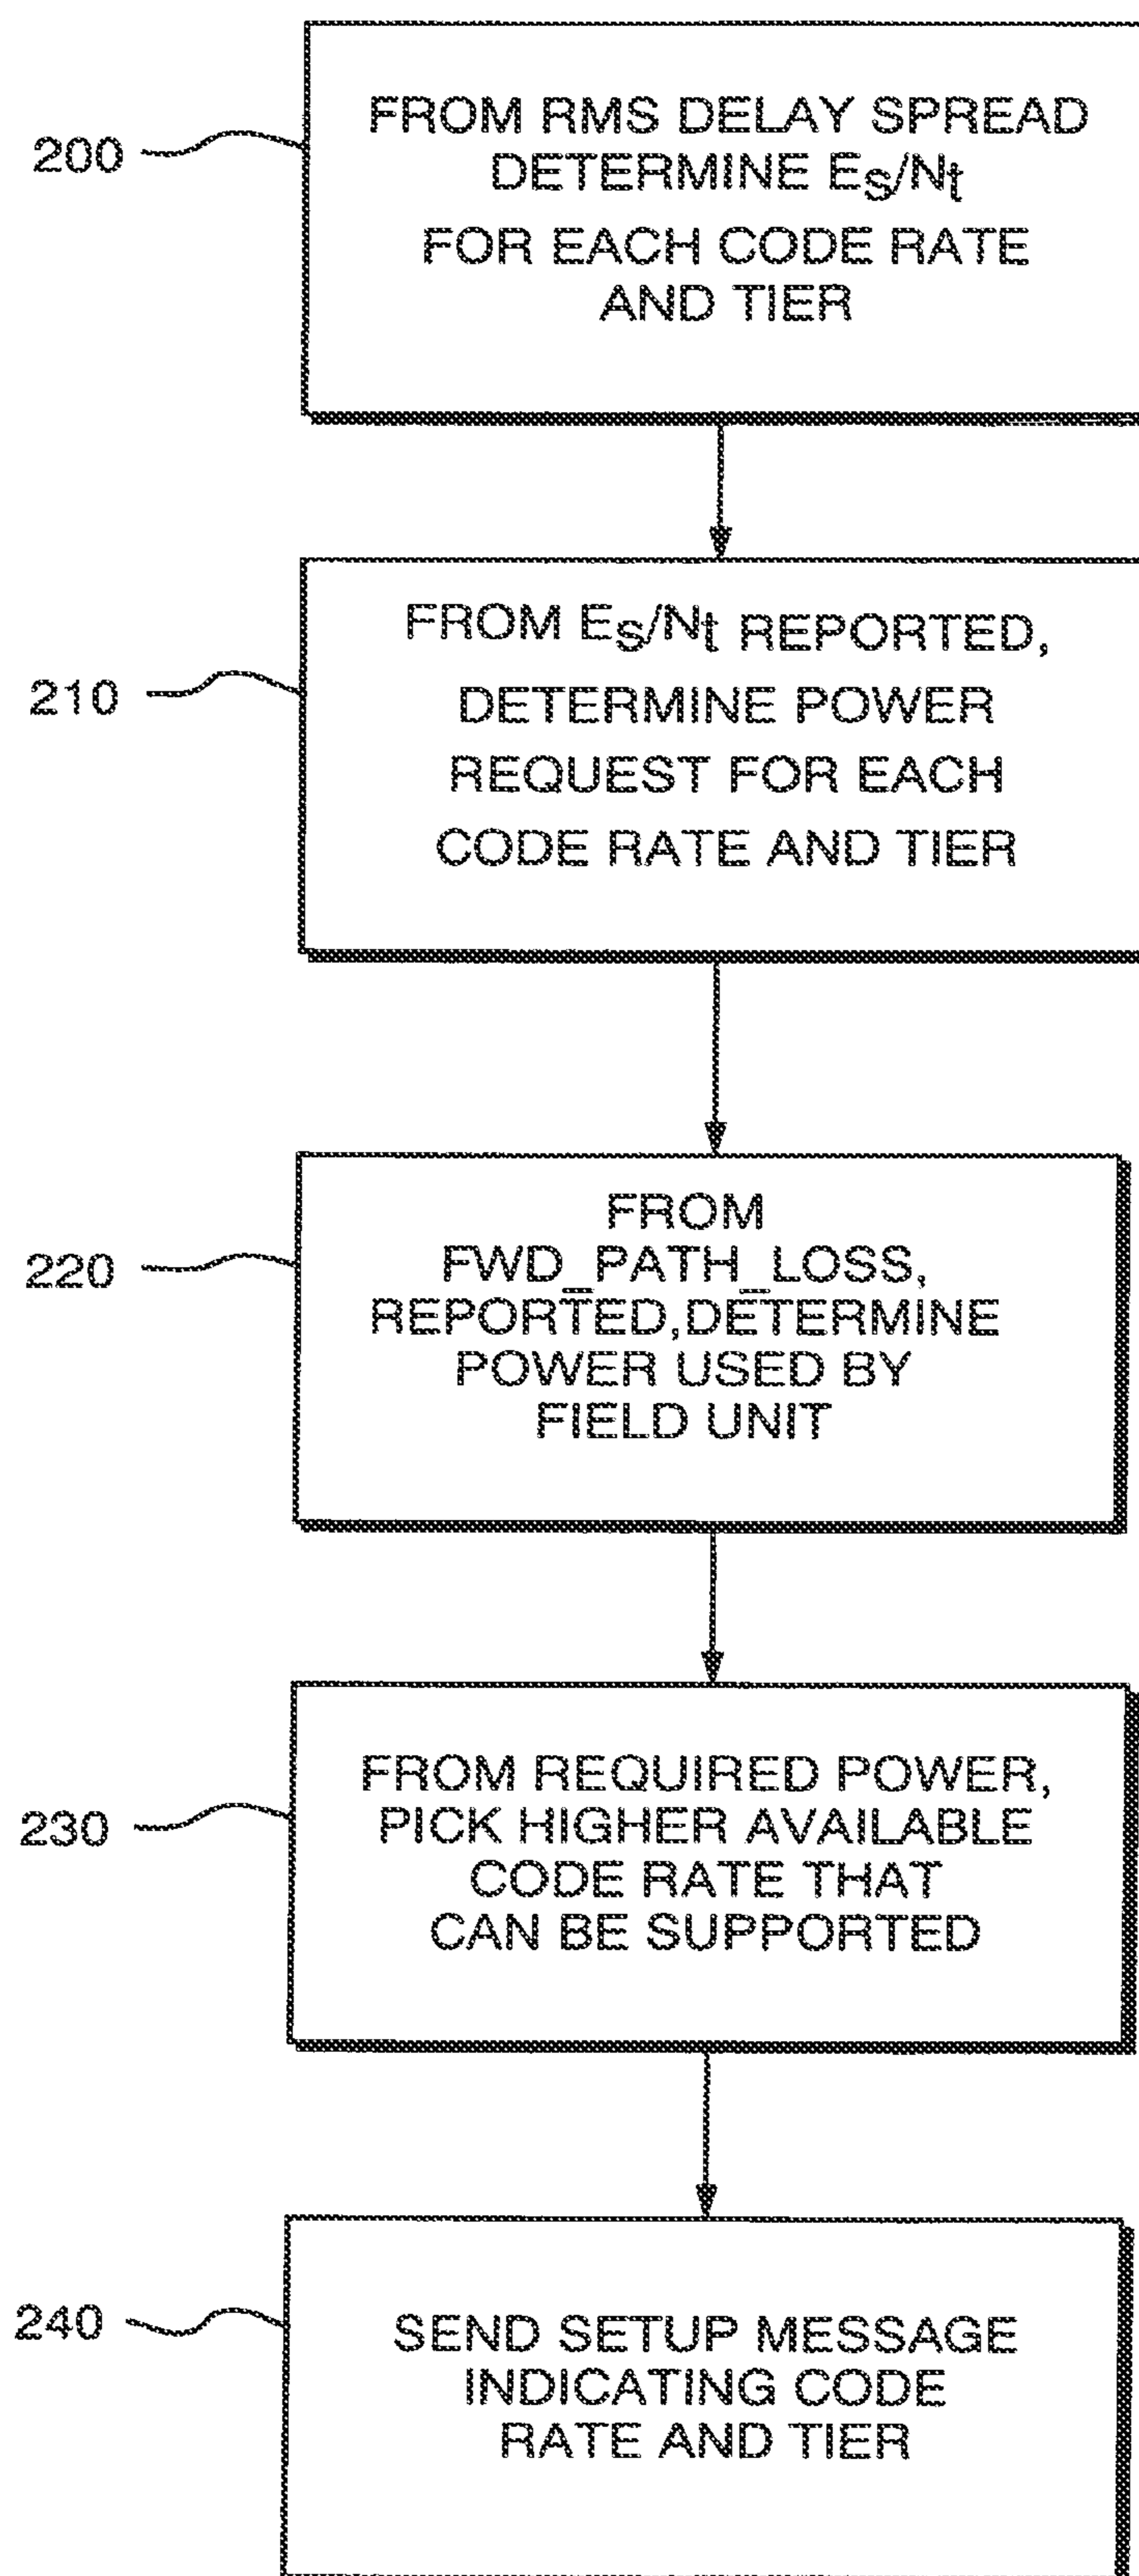 200
FROM RMS DELAY SPREAD
DETERMINE Es/Nt
FOR EACH CODE RATE
AND TIER
210
FROM Es/Nt REPORTED,
DETERMINE POWER
REQUEST FOR EACH
CODE RATE AND TIER
220
FROM
FWD_PATH_LOSS,
REPORTED,DETERMINE
POWER USED BY
FIELD UNIT
230
FROM REQUIRED POWER,
PICK HIGHER AVAILABLE
CODE RATE THAT
CAN BE SUPPORTED
240
SEND SETUP MESSAGE
INDICATING CODE
RATE AND TIER